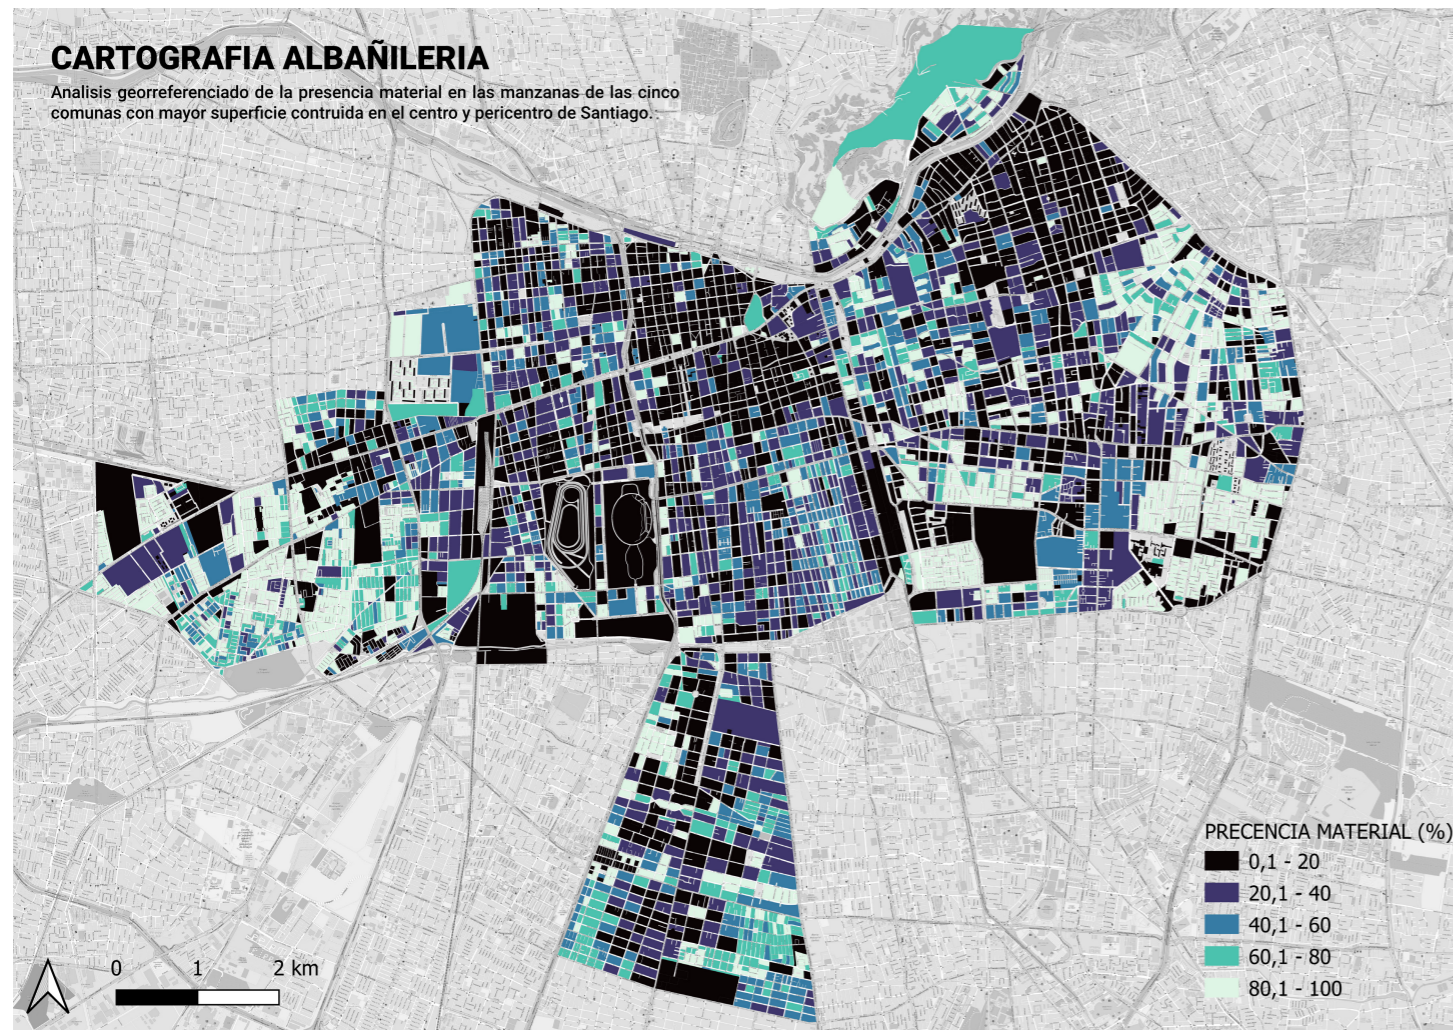 CARTOGRAFIA ALBAÑILERIA
Analisis georreferenciado de la presencia material en las manzanas de las cinco
comunas con mayor superficie contruida en el centro y pericentro de Santiago.
PRECENCIA MATERIAL (%)
0,1 - 20
20,1 - 40
40,1 - 60
60,1 - 80
80,1 - 100
0 1 2 km